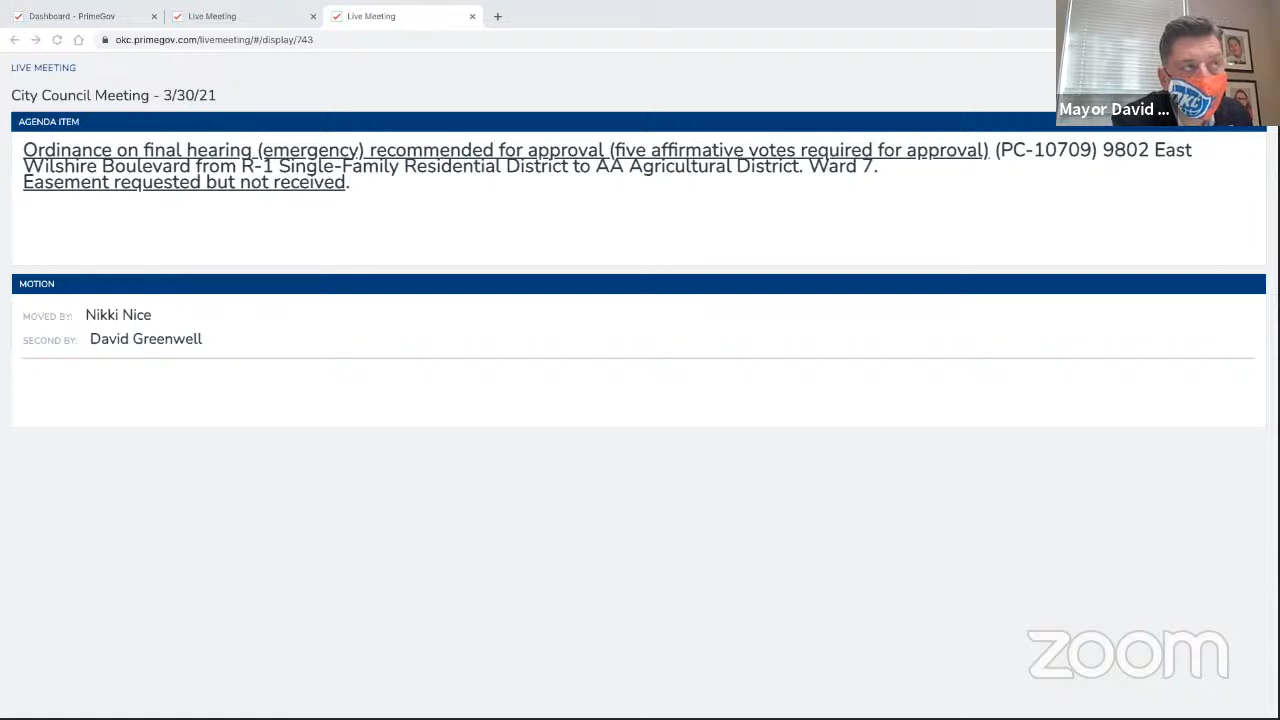 Dashboard - PrimeGov
Live Meeting
Live Meeting
okc.primegov.com/livemeeting/#/display/743
LIVE MEETING
City Council Meeting - 3/30/21
AGENDA ITEM
Ordinance on final hearing (emergency) recommended for approval (five affirmative votes required for approval) (PC-10709) 9802 East
Wilshire Boulevard from R-1 Single-Family Residential District to AA Agricultural District. Ward 7.
Easement requested but not received.
MOTION
MOVED BY: Nikki Nice
SECOND BY: David Greenwell
Mayor David ...
OKC
zoom